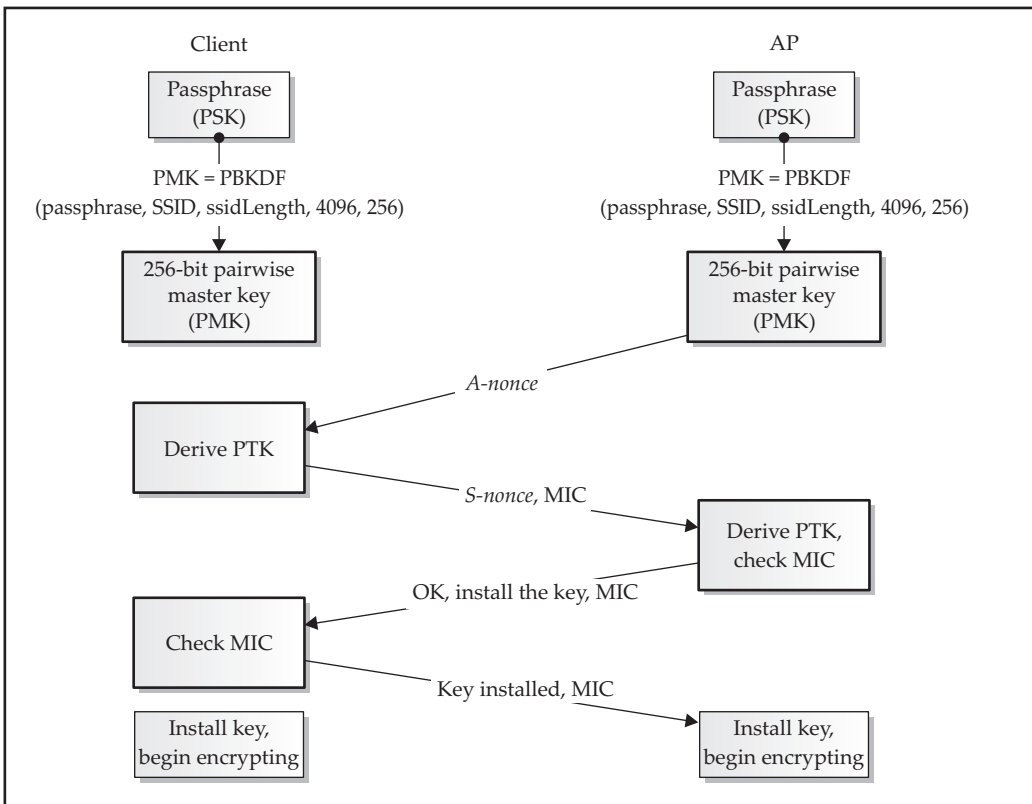 Client
AP
Passphrase
(PSK)
Passphrase
(PSK)
PMK = PBKDF
(passphrase, SSID, ssidLength, 4096, 256)
PMK = PBKDF
(passphrase, SSID, ssidLength, 4096, 256)
256-bit pairwise
master key
(PMK)
256-bit pairwise
master key
(PMK)
A-nonce
Derive PTK
S-nonce, MIC
Derive PTK,
check MIC
OK, install the key, MIC
Check MIC
Key installed, MIC
Install key,
begin encrypting
Install key,
begin encrypting